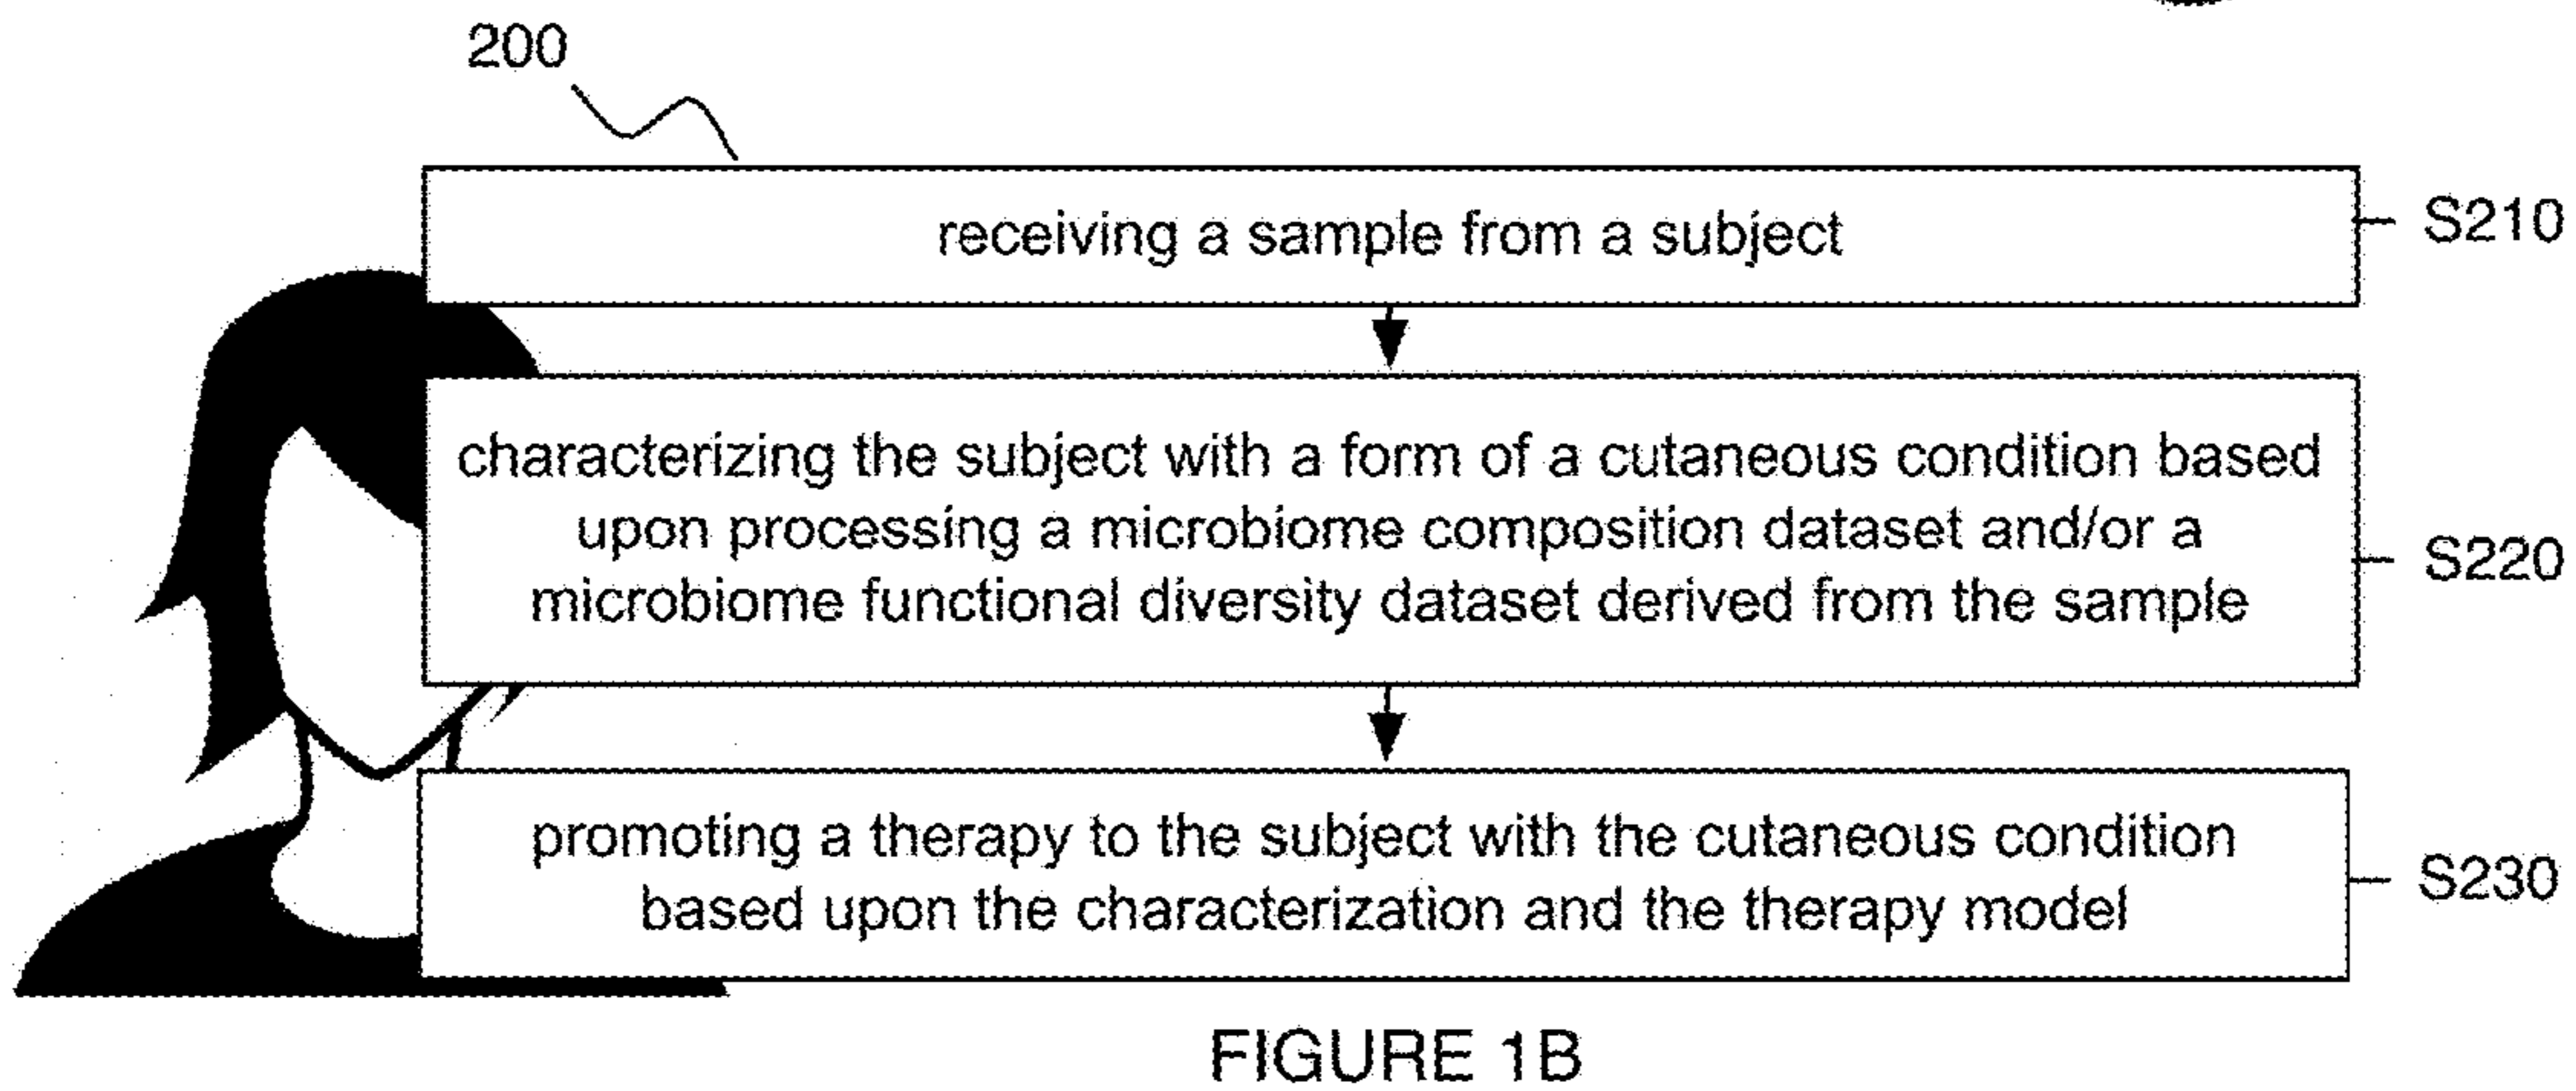 200
receiving a sample from a subject
S210
characterizing the subject with a form of a cutaneous condition based
upon processing a microbiome composition dataset and/or a
microbiome functional diversity dataset derived from the sample
S220
promoting a therapy to the subject with the cutaneous condition
based upon the characterization and the therapy model
S230
FIGURE 1B